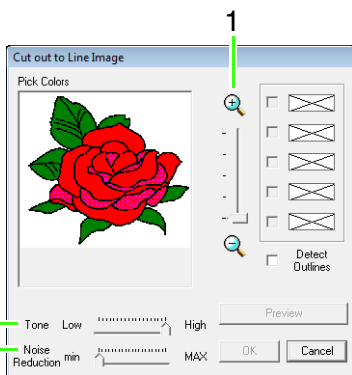 1
Cut out to Line Image
Pick Colors
Detect
Outlines
Tone Low High
Preview
Noise
Reduction min MAX
OK Cancel